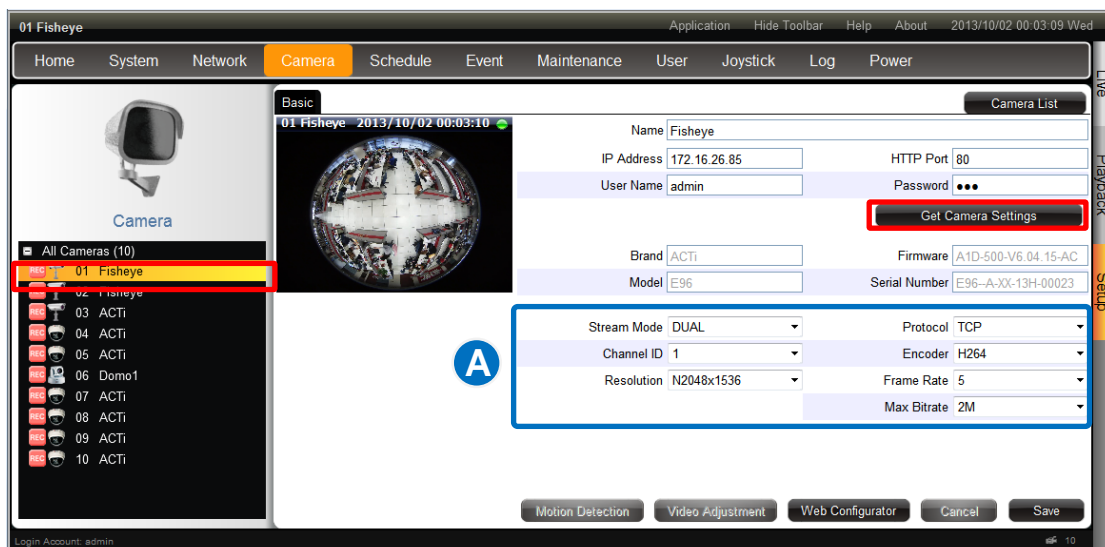 01 Fisheye Application Hide Toolbar Help About 2013/10/02 00:03:09 Wed
Home System Network Camera Schedule Event Maintenance User Joystick Log Power
Live
Playback
Setup
Camera
All Cameras (10)
REC 01 Fisheye
REC 02 Fisheye
REC 03 ACTi
REC 04 ACTi
REC 05 ACTi
REC 06 Domo1
REC 07 ACTi
REC 08 ACTi
REC 09 ACTi
REC 10 ACTi
Basic
Camera List
01 Fisheye 2013/10/02 00:03:10
Name Fisheye
IP Address 172.16.26.85 HTTP Port 80
User Name admin Password ●●●
Get Camera Settings
Brand ACTi Firmware A1D-500-V6.04.15-AC
Model E96 Serial Number E96--A-XX-13H-00023
A
Stream Mode DUAL Protocol TCP
Channel ID 1 Encoder H264
Resolution N2048x1536 Frame Rate 5
Max Bitrate 2M
Motion Detection Video Adjustment Web Configurator Cancel Save
Login Account: admin 10